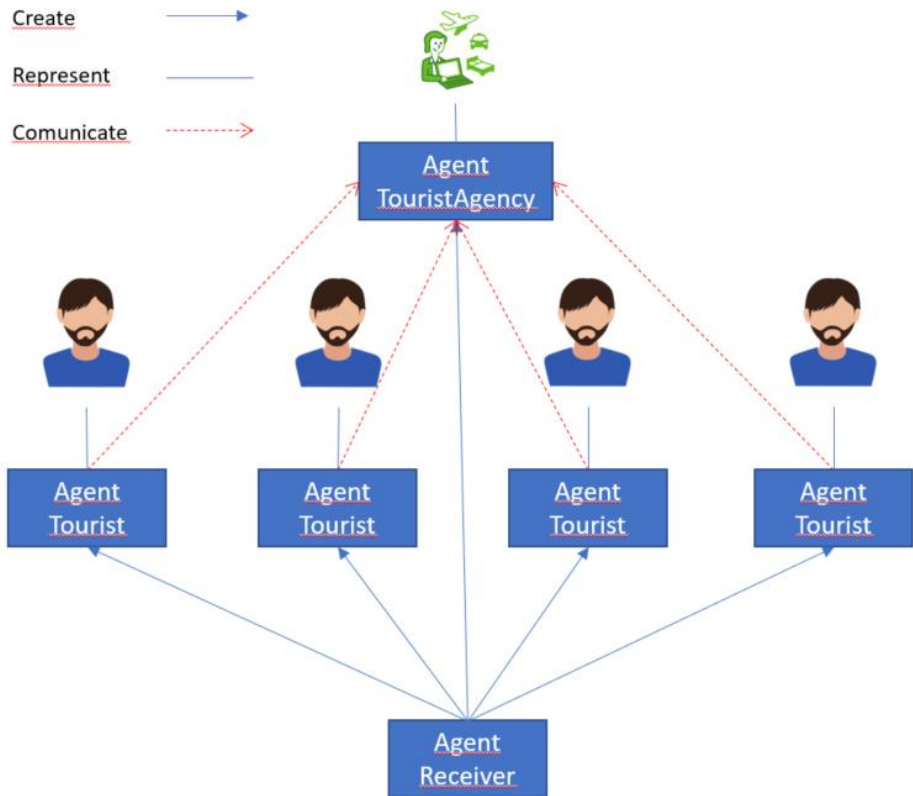 Create
Represent
Comunicate
Agent
TouristAgency
Agent
Tourist
Agent
Tourist
Agent
Tourist
Agent
Tourist
Agent
Receiver